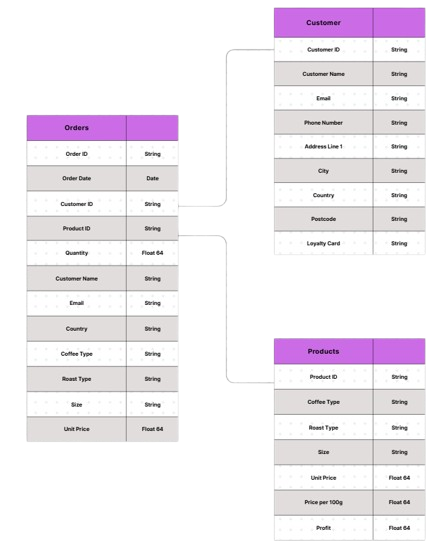 Customer
Customer ID String
Customer Name String
Email String
Phone Number String
Address Line 1 String
City String
Country String
Postcode String
Loyalty Card String
Orders
Order ID String
Order Date Date
Customer ID String
Product ID String
Quantity Float 64
Customer Name String
Email String
Country String
Coffee Type String
Roast Type String
Size String
Unit Price Float 64
Products
Product ID String
Coffee Type String
Roast Type String
Size String
Unit Price Float 64
Price per 100g Float 64
Profit Float 64